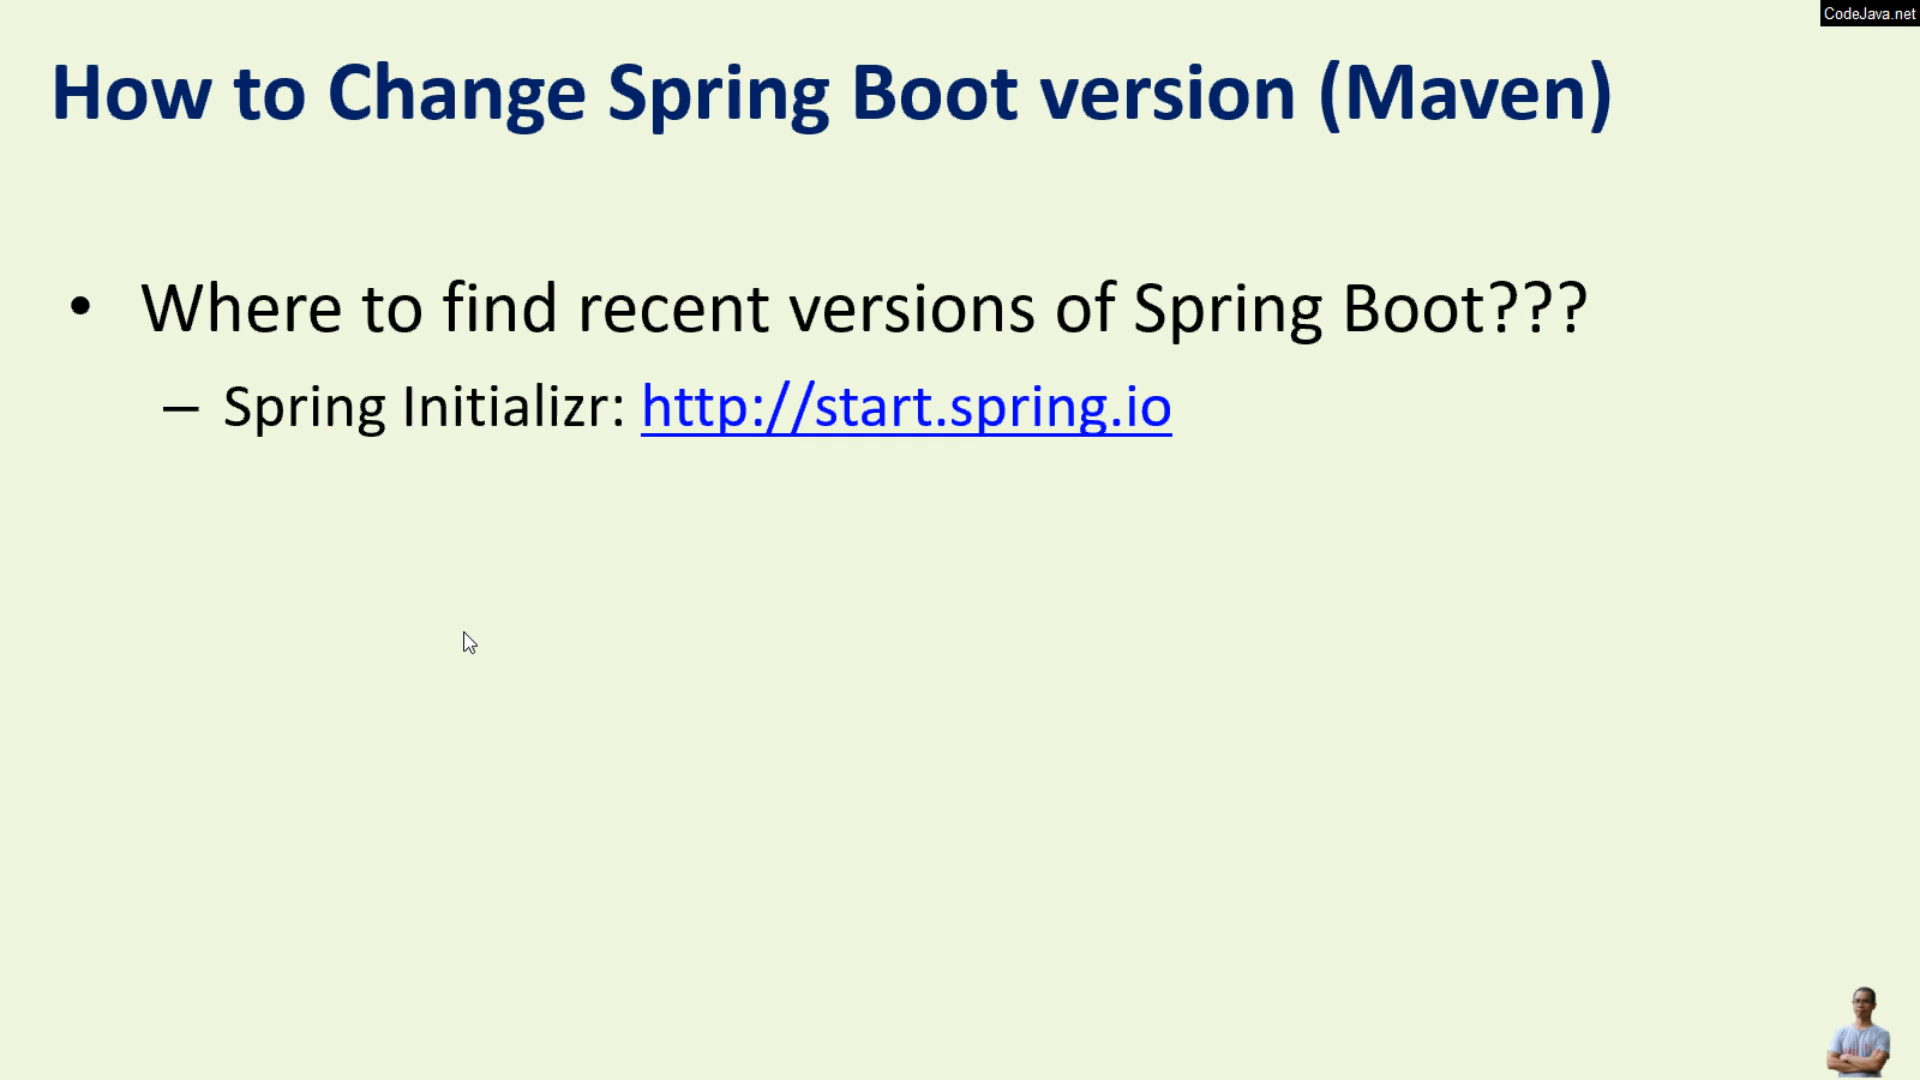 CodeJava.net
How to Change Spring Boot version (Maven)
• Where to find recent versions of Spring Boot???
– Spring Initializr: http://start.spring.io